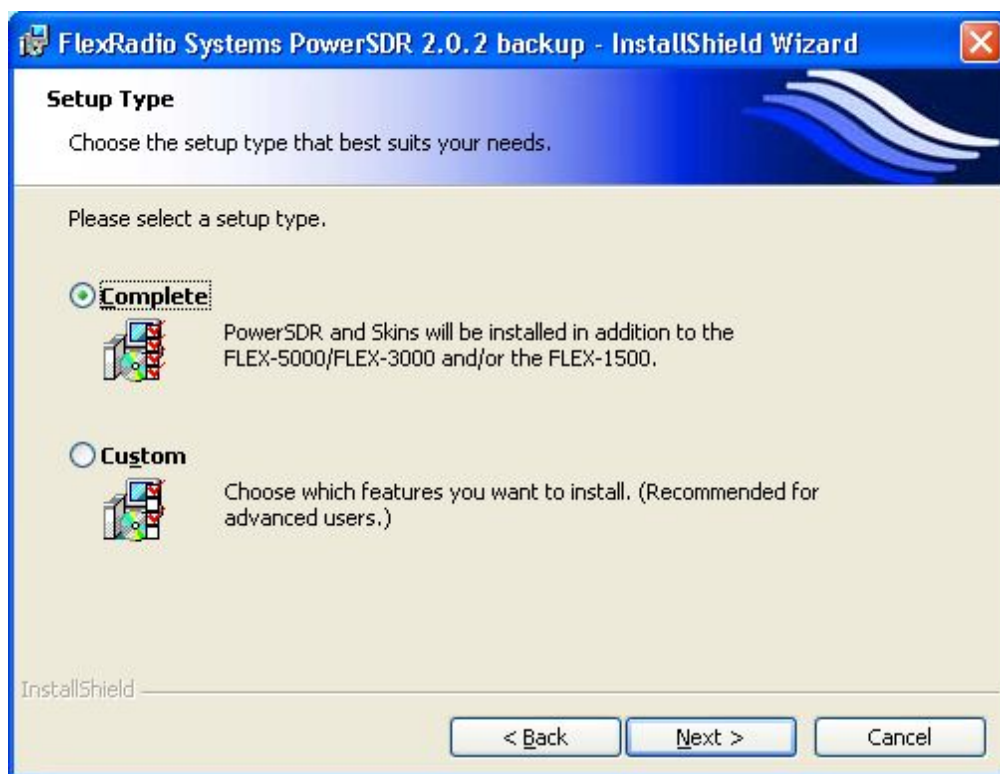 FlexRadio Systems PowerSDR 2.0.2 backup - InstallShield Wizard
Setup Type
Choose the setup type that best suits your needs.
Please select a setup type.
Complete
PowerSDR and Skins will be installed in addition to the
FLEX-5000/FLEX-3000 and/or the FLEX-1500.
Custom
Choose which features you want to install. (Recommended for
advanced users.)
InstallShield
< Back Next > Cancel